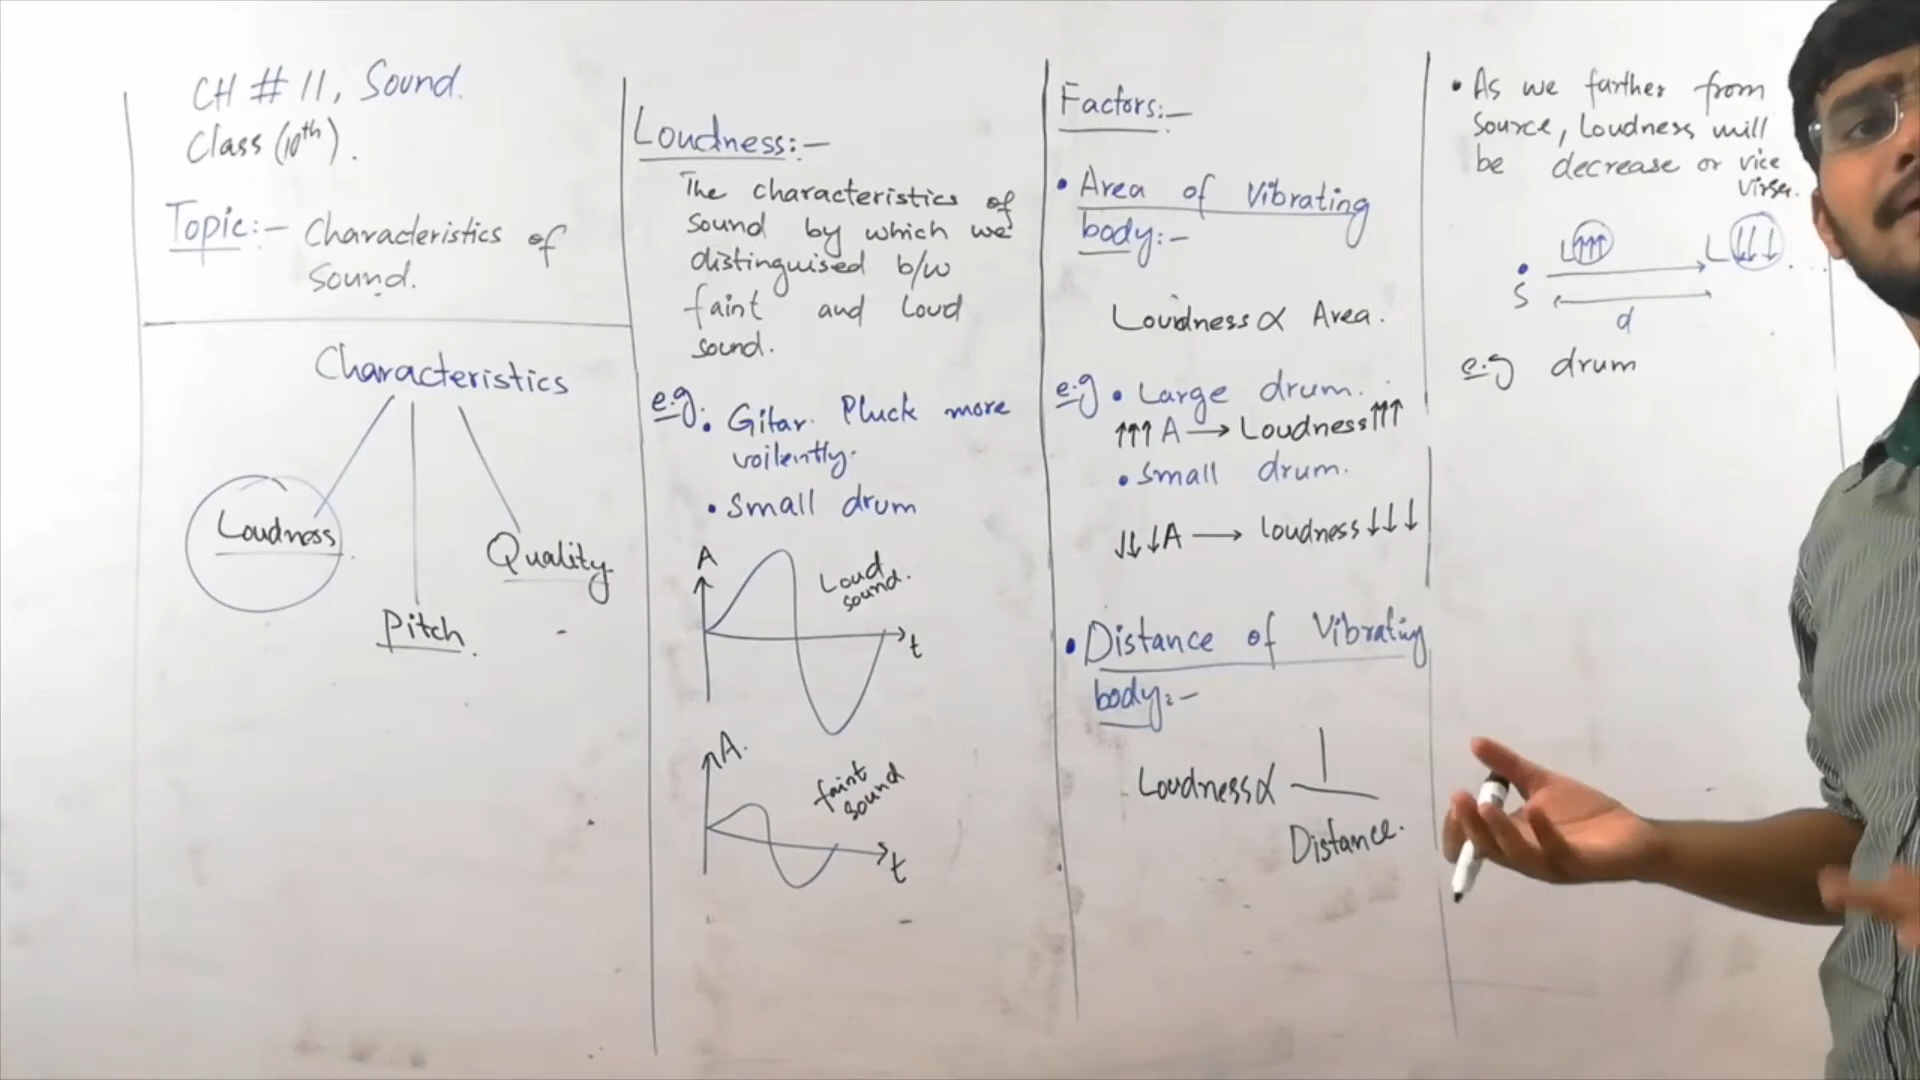 CH # 11, Sound.
Class (10th).
Topic:- Characteristics of
Sound.
Characteristics
Loudness
Pitch
Quality
Loudness:-
The characteristics of
sound by which we
distinguised b/w
faint and Loud
sound.
e.g. • Gitar. Pluck more
voilently.
• Small drum
A
Loud
sound.
t
A.
faint
sound
t
Factors:-
• Area of Vibrating
body:-
Loudness ∝ Area.
e.g • Large drum.
↑↑↑ A → Loudness ↑↑↑
• Small drum.
↓↓↓ A → loudness ↓↓↓
• Distance of Vibrating
body:-
Loudness ∝ 1
Distance.
• As we farther from
Source, Loudness will
be decrease or vice
virsa.
L↑↑↑ L↓↓↓
S
d
e.g drum